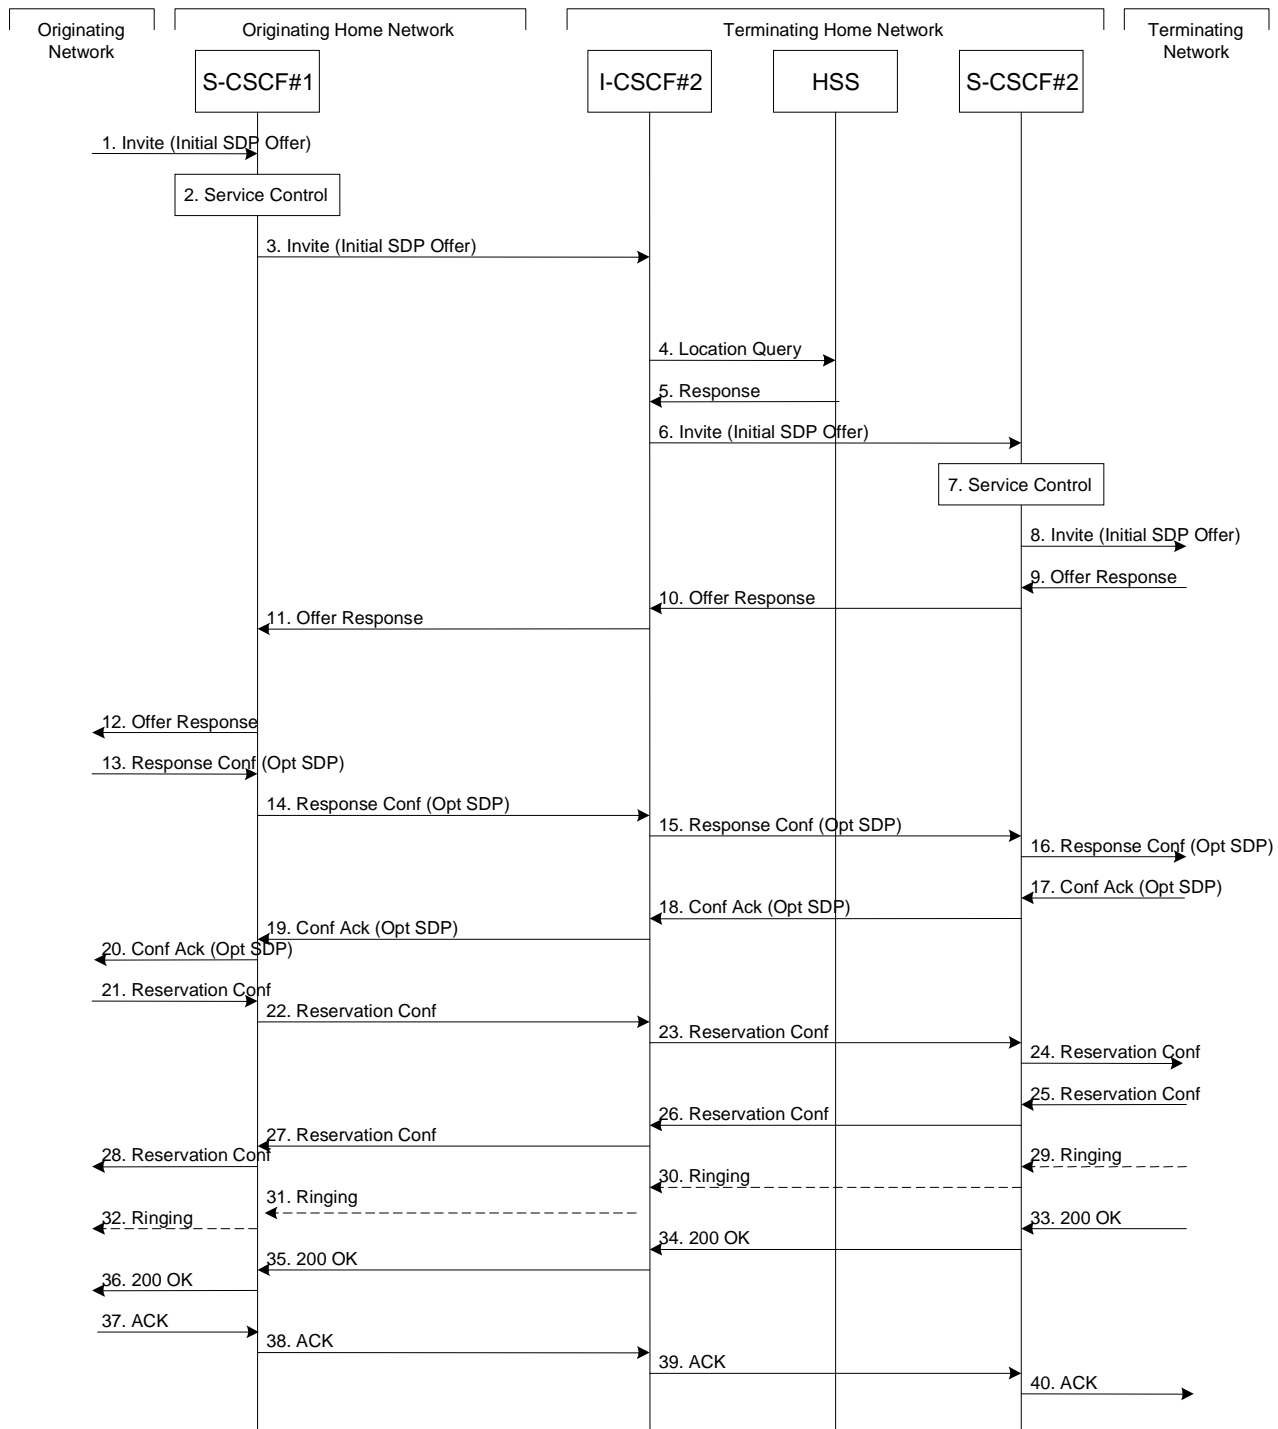 Originating
Network
Originating Home Network
Terminating Home Network
Terminating
Network
S-CSCF#1
I-CSCF#2
HSS
S-CSCF#2
1. Invite (Initial SDP Offer)
2. Service Control
3. Invite (Initial SDP Offer)
4. Location Query
5. Response
6. Invite (Initial SDP Offer)
7. Service Control
8. Invite (Initial SDP Offer)
9. Offer Response
10. Offer Response
11. Offer Response
12. Offer Response
13. Response Conf (Opt SDP)
14. Response Conf (Opt SDP)
15. Response Conf (Opt SDP)
16. Response Conf (Opt SDP)
17. Conf Ack (Opt SDP)
18. Conf Ack (Opt SDP)
19. Conf Ack (Opt SDP)
20. Conf Ack (Opt SDP)
21. Reservation Conf
22. Reservation Conf
23. Reservation Conf
24. Reservation Conf
25. Reservation Conf
26. Reservation Conf
27. Reservation Conf
28. Reservation Conf
29. Ringing
30. Ringing
31. Ringing
32. Ringing
33. 200 OK
34. 200 OK
35. 200 OK
36. 200 OK
37. ACK
38. ACK
39. ACK
40. ACK